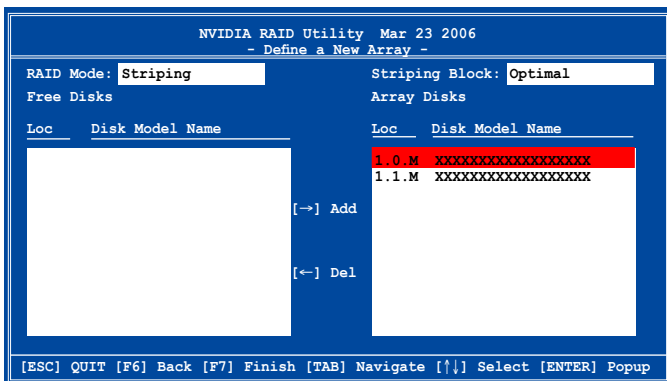 NVIDIA RAID Utility  Mar 23 2006
- Define a New Array -
RAID Mode: Striping
Striping Block: Optimal
Free Disks
Array Disks
Loc  Disk Model Name
Loc  Disk Model Name
1.0.M  XXXXXXXXXXXXXXXXXX
1.1.M  XXXXXXXXXXXXXXXXXX
[→] Add
[←] Del
[ESC] QUIT [F6] Back [F7] Finish [TAB] Navigate [↑↓] Select [ENTER] Popup